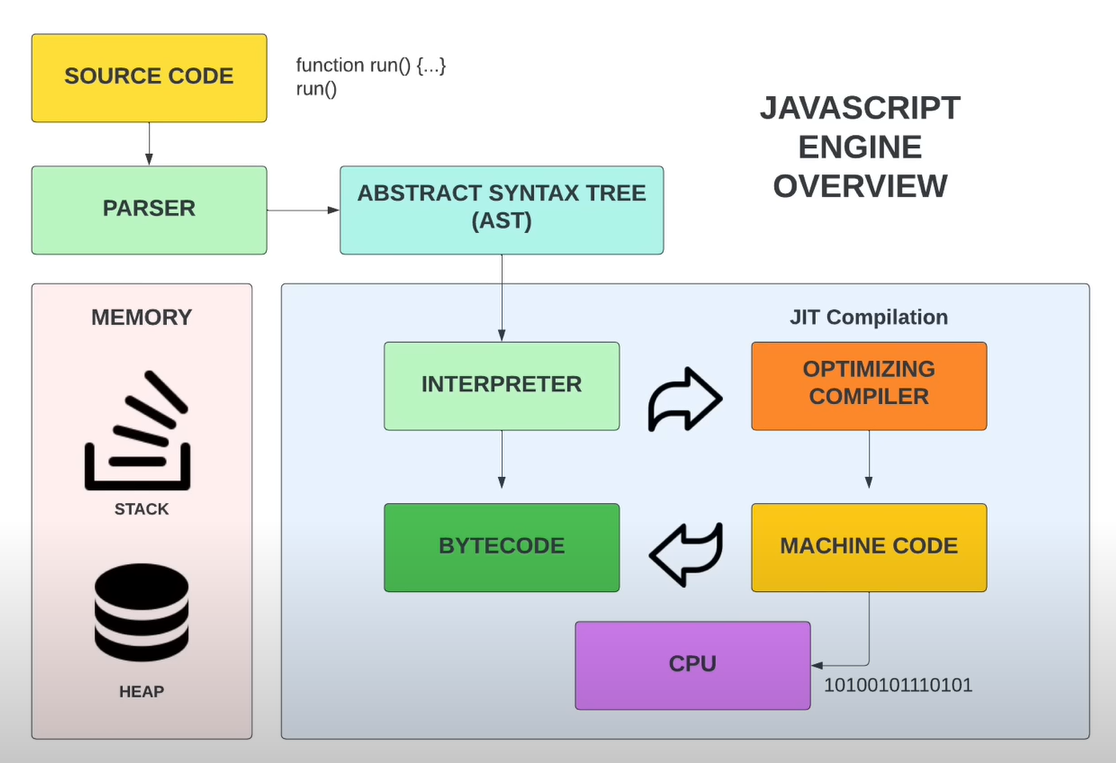 SOURCE CODE
function run() {...}
run()
JAVASCRIPT
ENGINE
OVERVIEW
PARSER
ABSTRACT SYNTAX TREE
(AST)
MEMORY
STACK
HEAP
JIT Compilation
INTERPRETER
OPTIMIZING
COMPILER
BYTECODE
MACHINE CODE
CPU
10100101110101